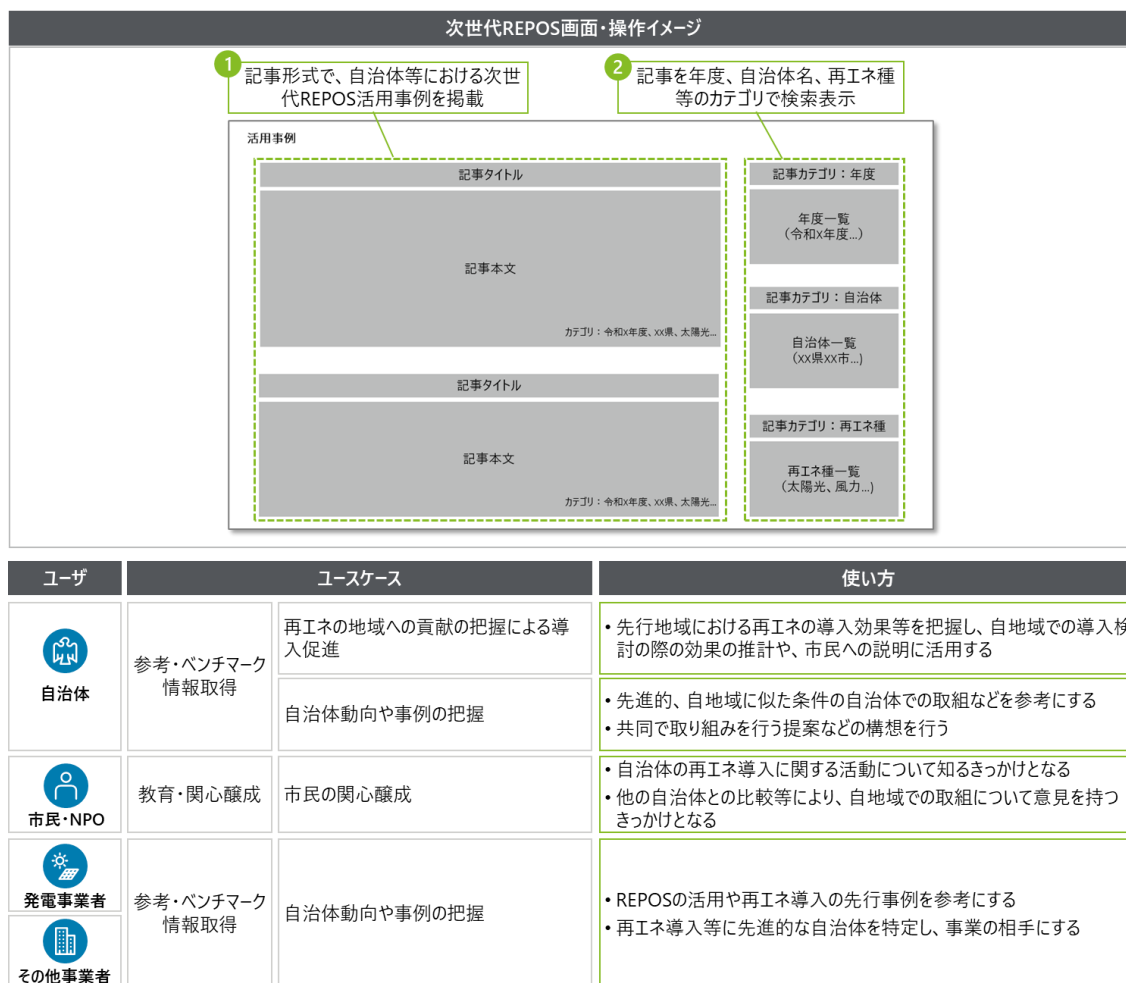 次世代REPOS画面・操作イメージ
1
記事形式で、自治体等における次世
代REPOS活用事例を掲載
2
記事を年度、自治体名、再エネ種
等のカテゴリで検索表示
活用事例
記事タイトル
記事本文
カテゴリ：令和X年度、xx県、太陽光...
記事タイトル
記事本文
カテゴリ：令和X年度、xx県、太陽光...
記事カテゴリ：年度
年度一覧
（令和X年度...）
記事カテゴリ：自治体
自治体一覧
（xx県xx市...）
記事カテゴリ：再エネ種
再エネ種一覧
（太陽光、風力...）
ユーザ
ユースケース
使い方
自治体
参考・ベンチマーク
情報取得
再エネの地域への貢献の把握による導
入促進
• 先行地域における再エネの導入効果等を把握し、自地域での導入検
討の際の効果の推計や、市民への説明に活用する
自治体動向や事例の把握
• 先進的、自地域に似た条件の自治体での取組などを参考にする
• 共同で取り組みを行う提案などの構想を行う
市民・NPO
教育・関心醸成
市民の関心醸成
• 自治体の再エネ導入に関する活動について知るきっかけとなる
• 他の自治体との比較等により、自地域での取組について意見を持つ
きっかけとなる
発電事業者
その他事業者
参考・ベンチマーク
情報取得
自治体動向や事例の把握
• REPOSの活用や再エネ導入の先行事例を参考にする
• 再エネ導入等に先進的な自治体を特定し、事業の相手にする